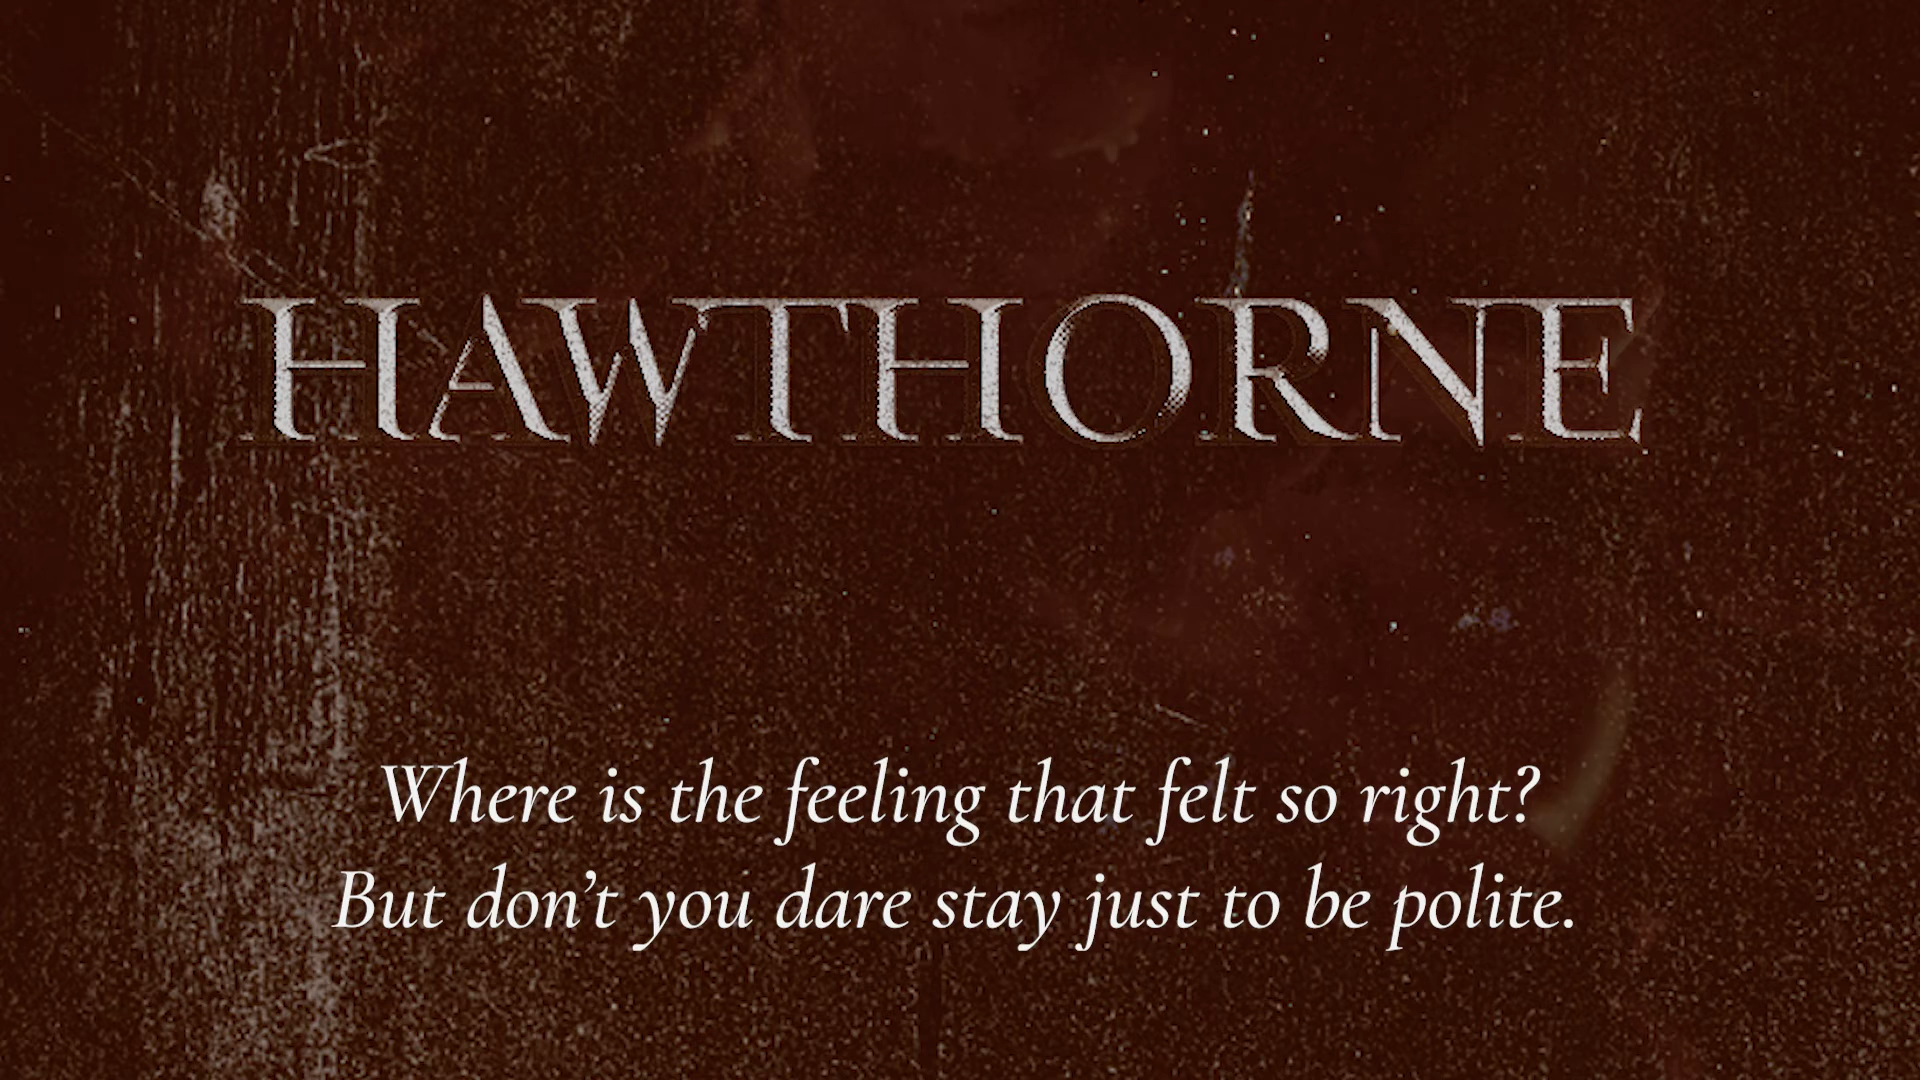 HAWTHORNE
Where is the feeling that felt so right?
But don’t you dare stay just to be polite.